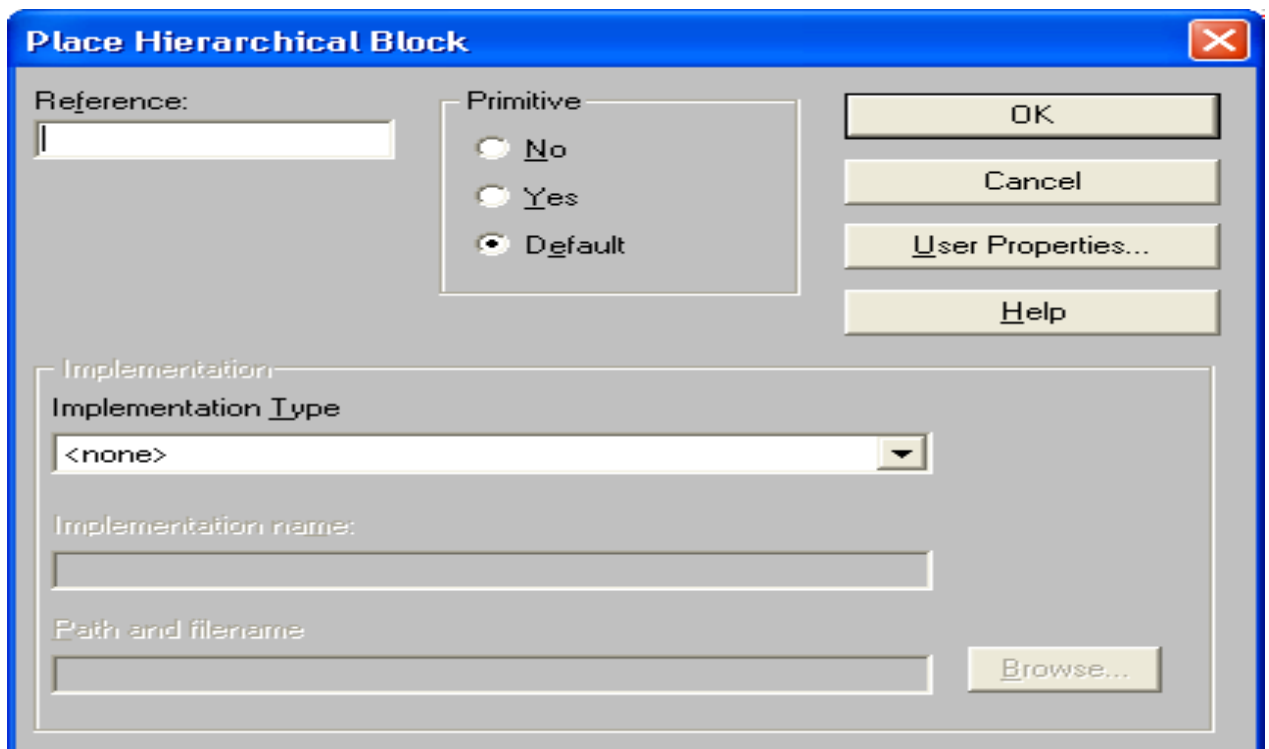 Place Hierarchical Block
Reference:
Primitive
No
Yes
Default
OK
Cancel
User Properties...
Help
Implementation
Implementation Type
<none>
Implementation name:
Path and filename
Browse...